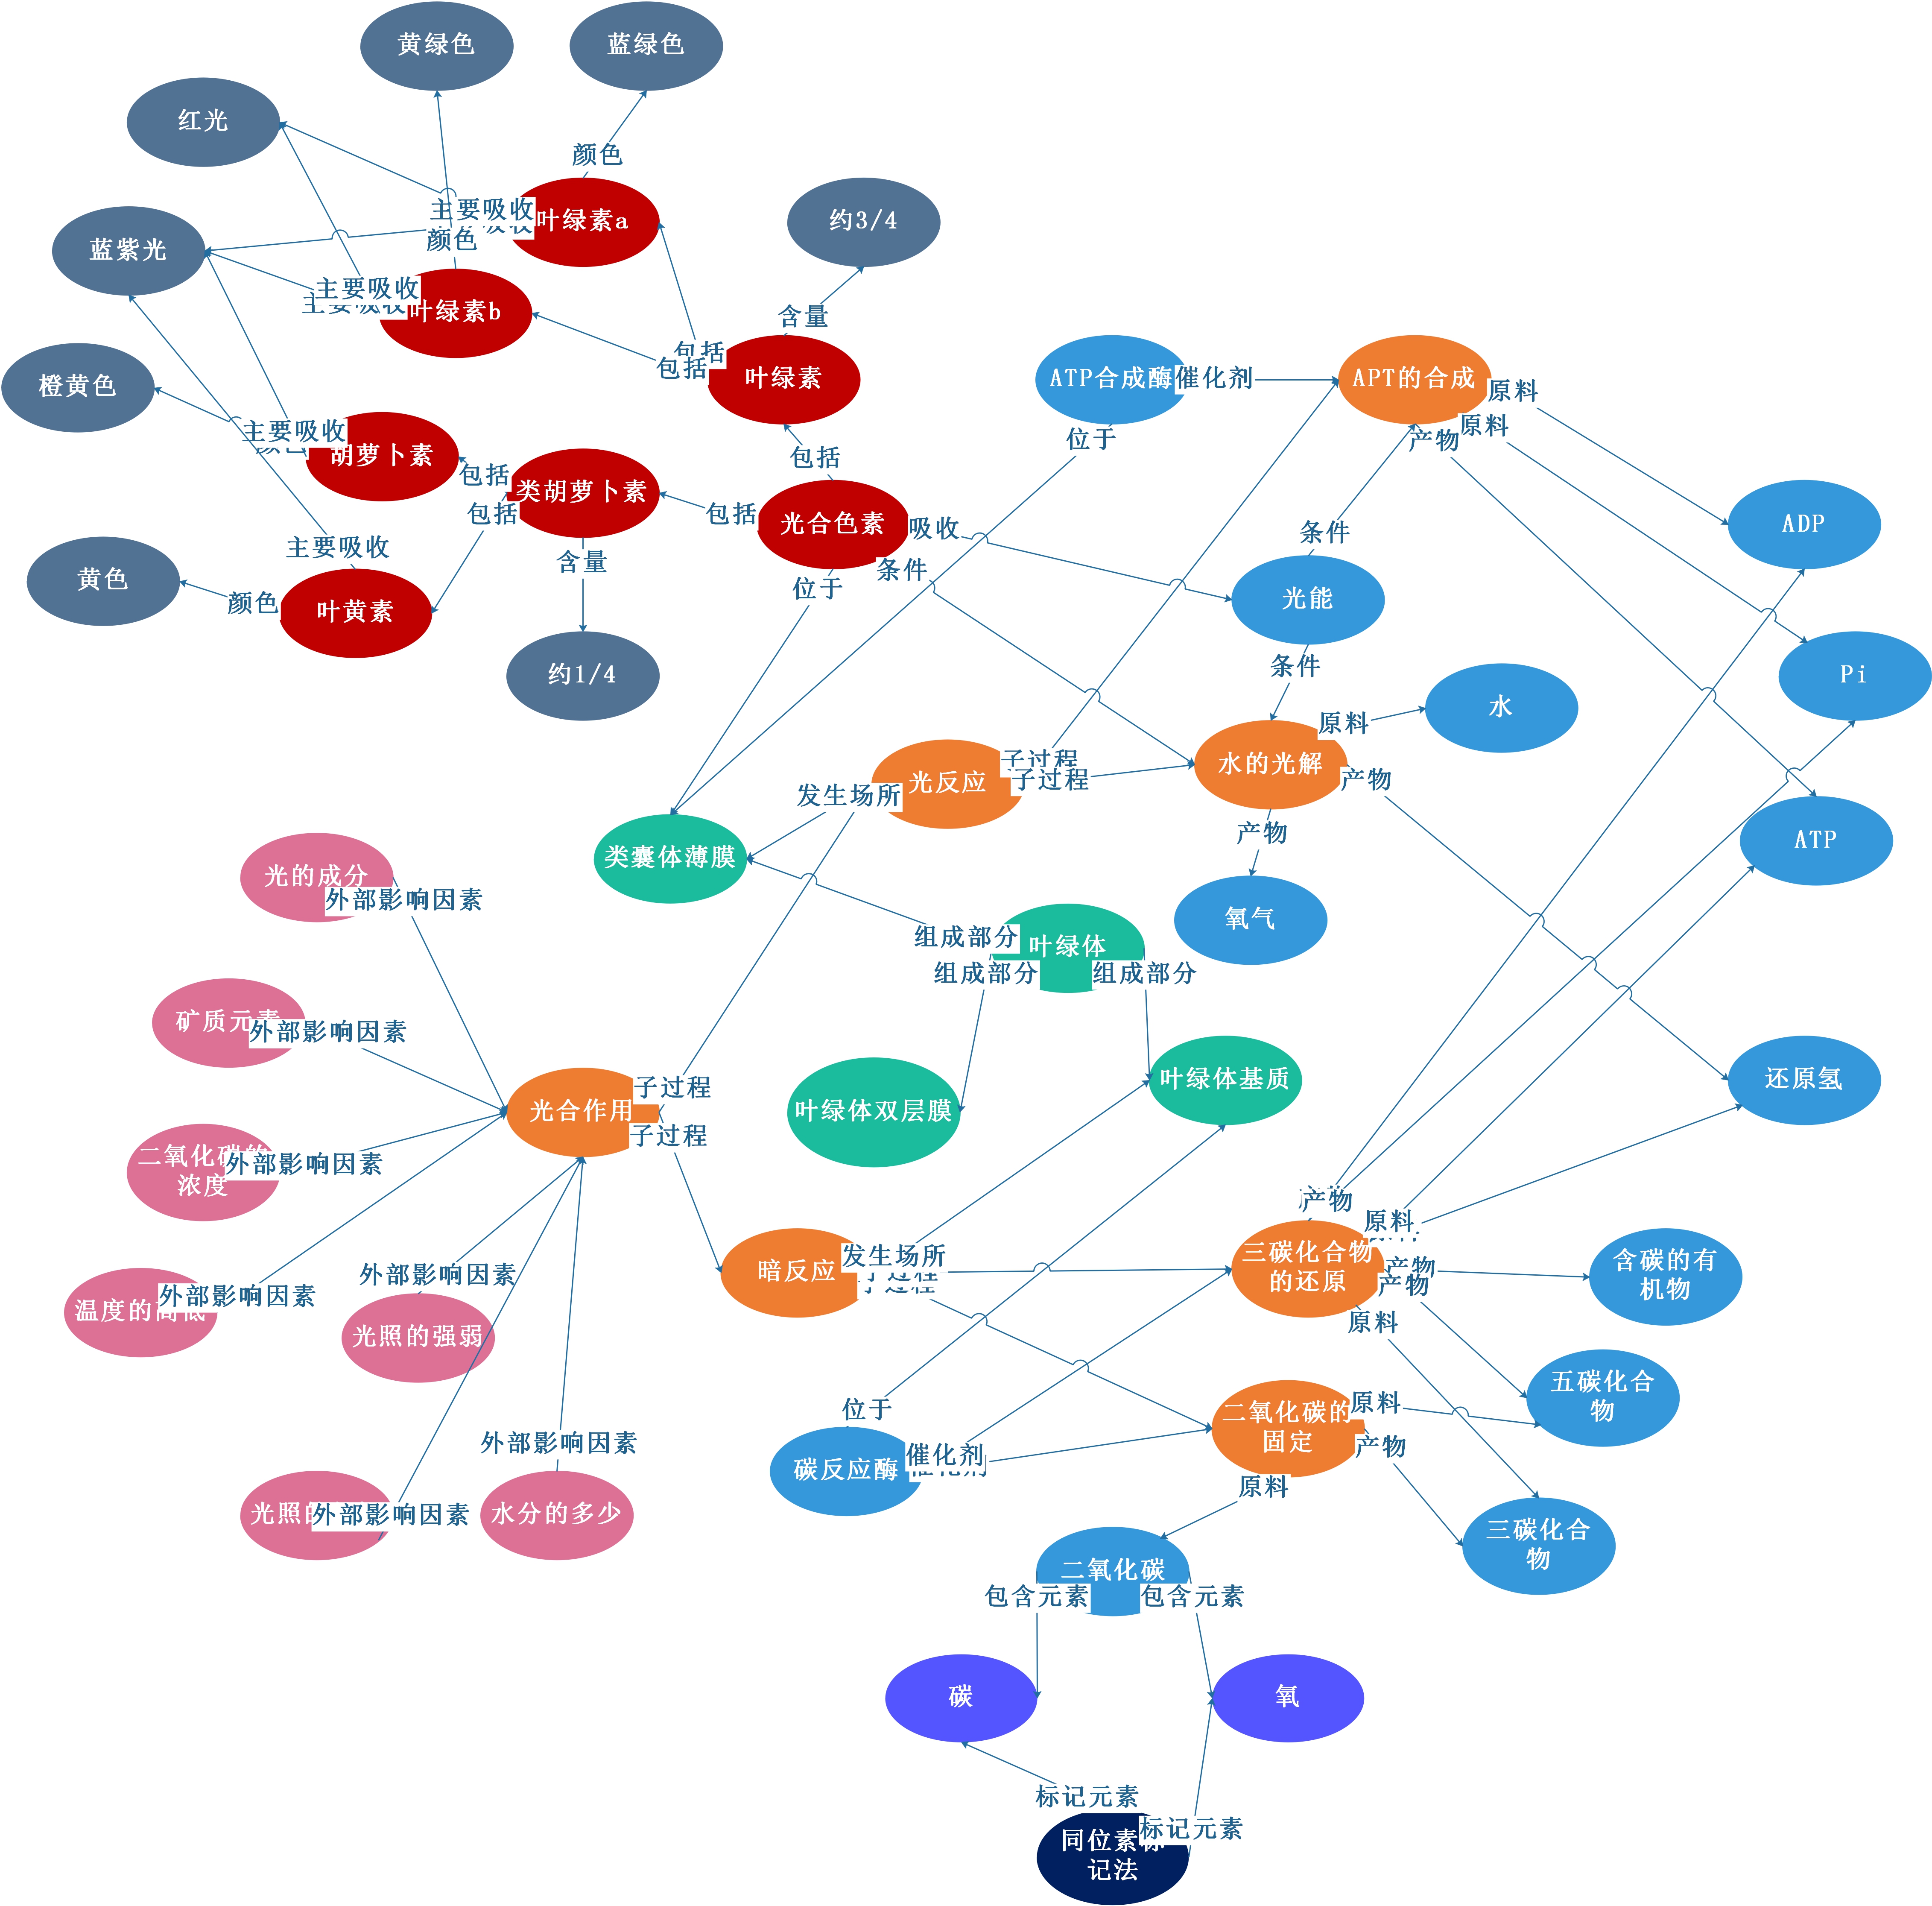 黄绿色
蓝绿色
红光
颜色
主要吸收
叶绿素a
约3/4
颜色
蓝紫光
主要吸收
主要吸收
叶绿素b
含量
包括
包括
叶绿素
ATP合成酶
催化剂
APT的合成
原料
原料
产物
位于
橙黄色
主要吸收
颜色
胡萝卜素
包括
包括
类胡萝卜素
包括
包括
光合色素
吸收
条件
条件
ADP
主要吸收
含量
位于
黄色
颜色
叶黄素
光能
条件
约1/4
Pi
水
原料
子过程
子过程
光反应
水的光解
产物
发生场所
产物
类囊体薄膜
ATP
光的成分
外部影响因素
氧气
组成部分
叶绿体
组成部分
组成部分
矿质元素
外部影响因素
叶绿体双层膜
叶绿体基质
还原氢
光合作用
子过程
子过程
二氧化碳的
浓度
外部影响因素
产物
原料
温度的高低
外部影响因素
外部影响因素
光照的强弱
暗反应
发生场所
子过程
三碳化合物
的还原
产物
产物
含碳的有
机物
原料
五碳化合
物
位于
外部影响因素
碳反应酶
催化剂
催化剂
二氧化碳的
固定
原料
产物
原料
光照的
外部影响因素
水分的多少
三碳化合
物
二氧化碳
包含元素
包含元素
碳
氧
标记元素
标记元素
同位素标
记法